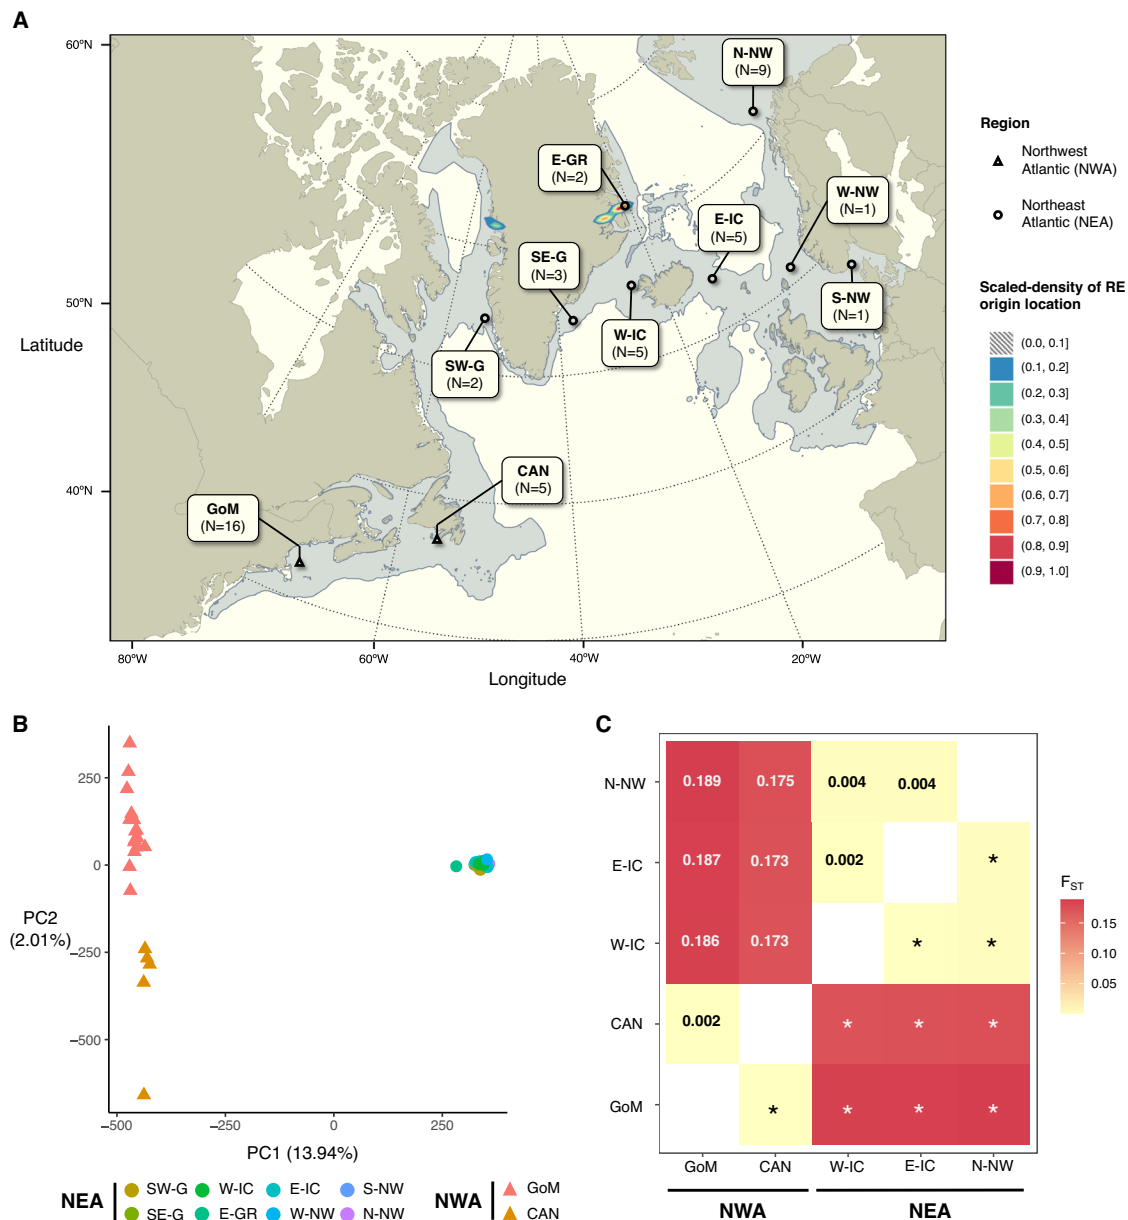 A
60ºN
50ºN
Latitude
40ºN
N-NW
(N=9)
E-GR
(N=2)
W-NW
(N=1)
E-IC
(N=5)
SE-G
(N=3)
S-NW
(N=1)
W-IC
(N=5)
SW-G
(N=2)
CAN
(N=5)
GoM
(N=16)
80ºW
60ºW
40ºW
20ºW
Longitude
Region
Northwest
Atlantic (NWA)
Northeast
Atlantic (NEA)
Scaled-density of RE
origin location
(0.0, 0.1]
(0.1, 0.2]
(0.2, 0.3]
(0.3, 0.4]
(0.4, 0.5]
(0.5, 0.6]
(0.6, 0.7]
(0.7, 0.8]
(0.8, 0.9]
(0.9, 1.0]
B
250
0
PC2
(2.01%)
−250
−500
−500
−250
0
250
PC1 (13.94%)
NEA
SW-G
W-IC
E-IC
S-NW
SE-G
E-GR
W-NW
N-NW
NWA
GoM
CAN
C
N-NW
0.189
0.175
0.004
0.004
E-IC
0.187
0.173
0.002
*
W-IC
0.186
0.173
*
*
CAN
0.002
*
*
*
GoM
*
*
*
*
GoM
CAN
W-IC
E-IC
N-NW
NWA
NEA
FST
0.15
0.10
0.05